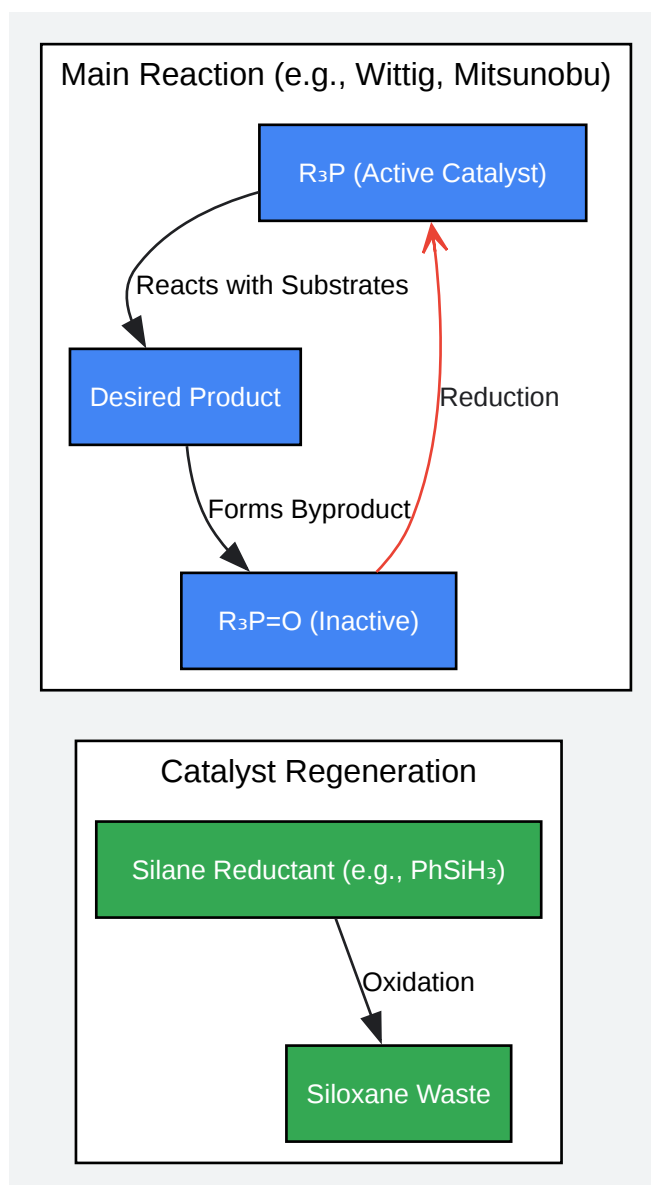 Main Reaction (e.g., Wittig, Mitsunobu)
R₃P (Active Catalyst)
Reacts with Substrates
Desired Product
Reduction
Forms Byproduct
R₃P=O (Inactive)
Catalyst Regeneration
Silane Reductant (e.g., PhSiH₃)
Oxidation
Siloxane Waste